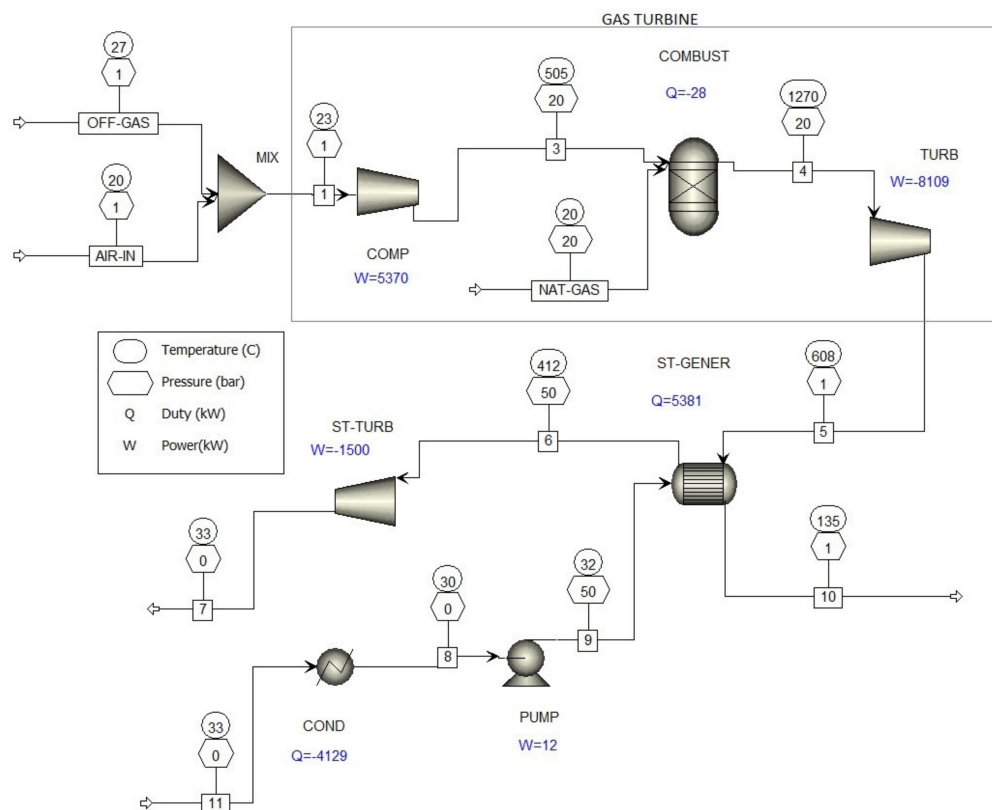 GAS TURBINE
27
1
OFF-GAS
20
1
AIR-IN
MIX
23
1
1
COMP
W=5370
505
20
3
20
20
NAT-GAS
COMBUST
Q=-28
1270
20
4
TURB
W=-8109
Temperature (C)
Pressure (bar)
Q Duty (kW)
W Power(kW)
ST-TURB
W=-1500
412
50
6
ST-GENER
Q=5381
608
1
5
33
0
7
30
0
8
32
50
9
135
1
10
33
0
11
COND
Q=-4129
PUMP
W=12